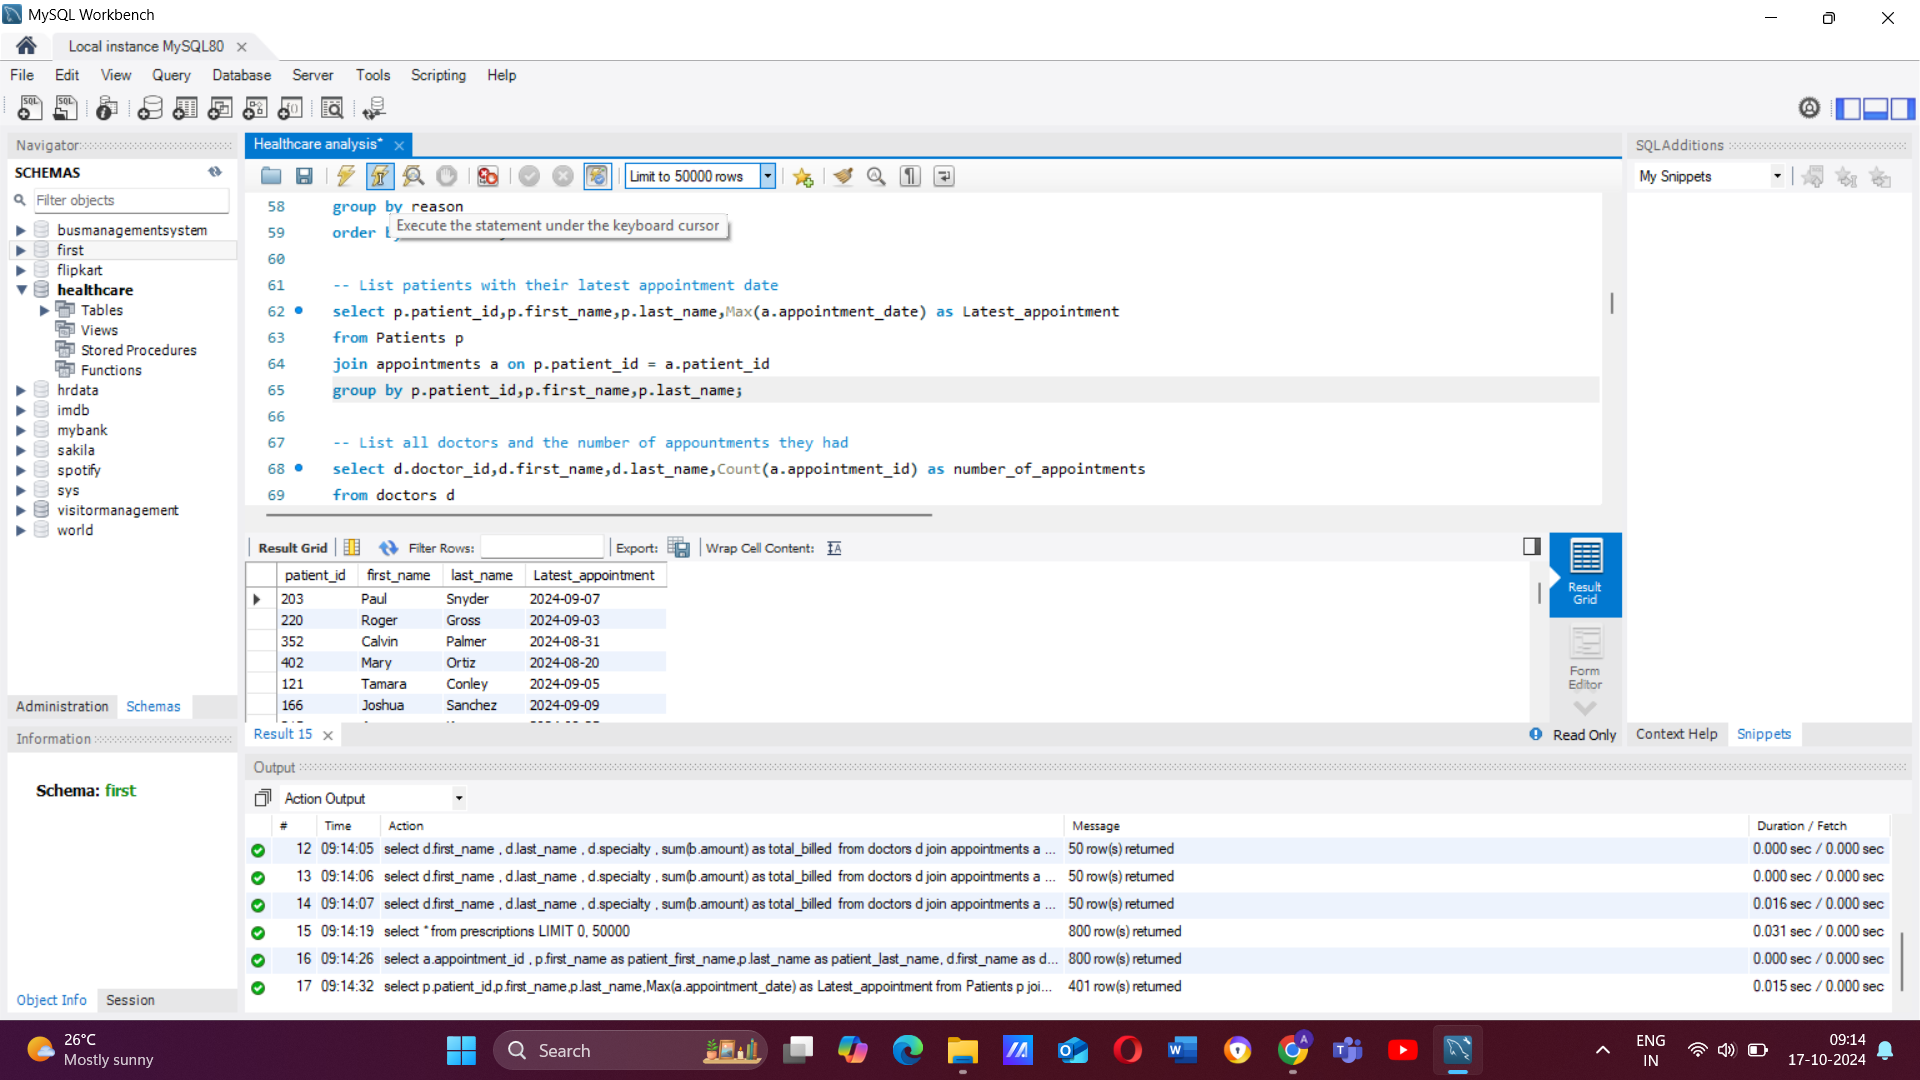 MySQL Workbench
Local instance MySQL80
File Edit View Query Database Server Tools Scripting Help
Navigator
SCHEMAS
Filter objects
busmanagementsystem
first
flipkart
healthcare
Tables
Views
Stored Procedures
Functions
hrdata
imdb
mybank
sakila
spotify
sys
visitormanagement
world
Administration Schemas
Information
Schema: first
Object Info Session
Healthcare analysis*
Limit to 50000 rows
58 group by reason
Execute the statement under the keyboard cursor
59 order
60
61 -- List patients with their latest appointment date
62 select p.patient_id,p.first_name,p.last_name,Max(a.appointment_date) as Latest_appointment
63 from Patients p
64 join appointments a on p.patient_id = a.patient_id
65 group by p.patient_id,p.first_name,p.last_name;
66
67 -- List all doctors and the number of appountments they had
68 select d.doctor_id,d.first_name,d.last_name,Count(a.appointment_id) as number_of_appointments
69 from doctors d
Result Grid Filter Rows: Export: Wrap Cell Content:
patient_id first_name last_name Latest_appointment
203 Paul Snyder 2024-09-07
220 Roger Gross 2024-09-03
352 Calvin Palmer 2024-08-31
402 Mary Ortiz 2024-08-20
121 Tamara Conley 2024-09-05
166 Joshua Sanchez 2024-09-09
Result Grid
Form Editor
Result 15
Read Only
SQLAdditions
My Snippets
Context Help Snippets
Output
Action Output
# Time Action Message Duration / Fetch
12 09:14:05 select d.first_name , d.last_name , d.specialty , sum(b.amount) as total_billed from doctors d join appointments a ... 50 row(s) returned 0.000 sec / 0.000 sec
13 09:14:06 select d.first_name , d.last_name , d.specialty , sum(b.amount) as total_billed from doctors d join appointments a ... 50 row(s) returned 0.000 sec / 0.000 sec
14 09:14:07 select d.first_name , d.last_name , d.specialty , sum(b.amount) as total_billed from doctors d join appointments a ... 50 row(s) returned 0.016 sec / 0.000 sec
15 09:14:19 select * from prescriptions LIMIT 0, 50000 800 row(s) returned 0.031 sec / 0.000 sec
16 09:14:26 select a.appointment_id , p.first_name as patient_first_name,p.last_name as patient_last_name, d.first_name as d... 800 row(s) returned 0.000 sec / 0.000 sec
17 09:14:32 select p.patient_id,p.first_name,p.last_name,Max(a.appointment_date) as Latest_appointment from Patients p joi... 401 row(s) returned 0.015 sec / 0.000 sec
26°C
Mostly sunny
Search
ENG
IN
09:14
17-10-2024